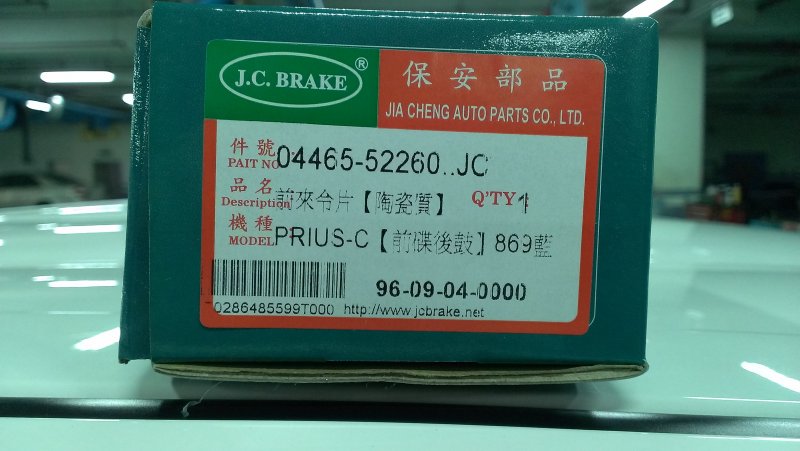 J.C. BRAKE ®
保安部品
JIA CHENG AUTO PARTS CO., LTD.
件號
PAIT NO 04465-52260..JC
品名
Description 前來令片【陶瓷質】 Q'TY 1
機種
MODEL PRIUS-C【前碟後鼓】869藍
96-09-04-0000
T0286485599T000 http://www.jcbrake.net